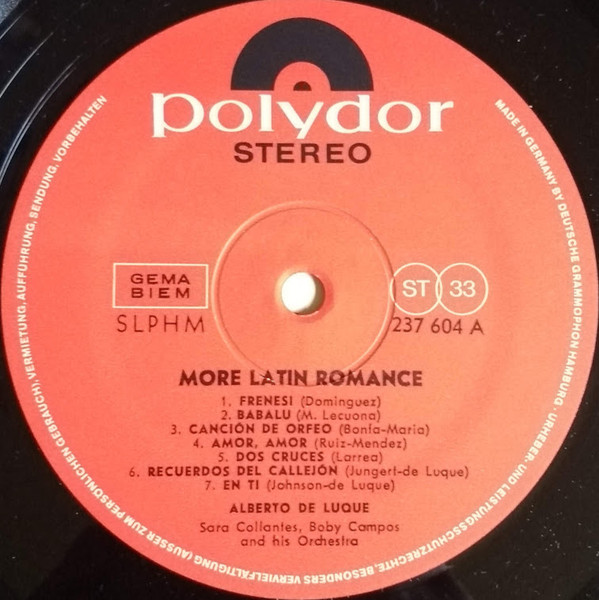 polydor
STEREO
GEMA
BIEM
SLPHM
ST 33
237 604 A
MORE LATIN ROMANCE
1. FRENESI (Dominguez)
2. BABALU (M. Lecuona)
3. CANCIÓN DE ORFEO (Bonfa-Maria)
4. AMOR, AMOR (Ruiz-Mendez)
5. DOS CRUCES (Larrea)
6. RECUERDOS DEL CALLEJÓN (Jungert-de Luque)
7. EN TI (Johnson-de Luque)
ALBERTO DE LUQUE
Sara Collantes, Boby Campos
and his Orchestra
MADE IN GERMANY BY DEUTSCHE GRAMMOPHON HAMBURG · URHEBER- UND LEISTUNGSSCHUTZRECHTE, BESONDERS VERVIELFÄLTIGUNG (AUSSER ZUM PERSÖNLICHEN GEBRAUCH), VERMIETUNG, AUFFÜHRUNG, SENDUNG, VORBEHALTEN